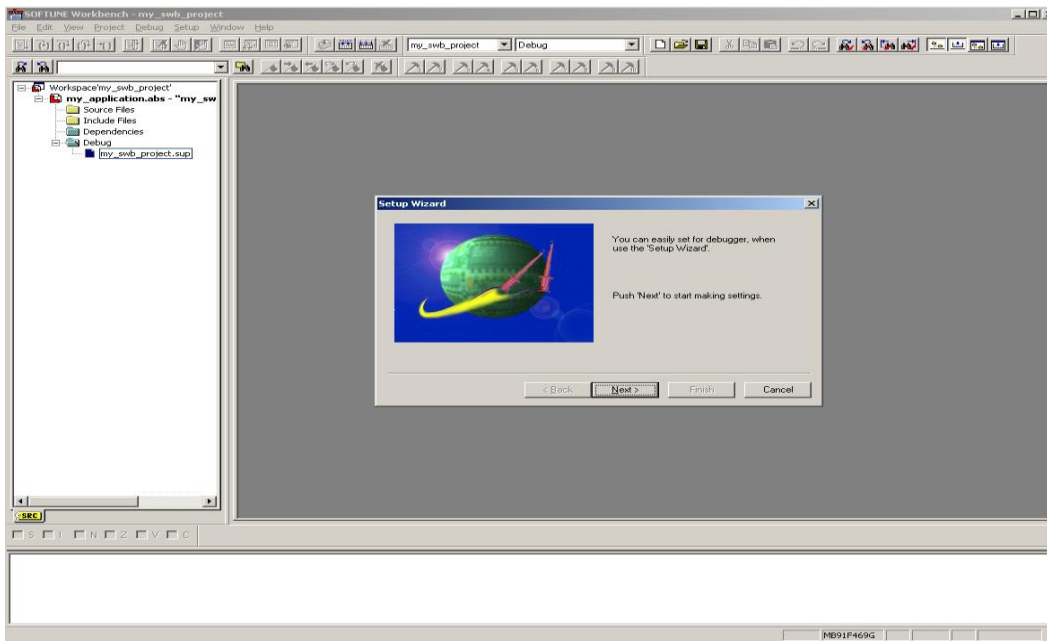 SOFTUNE Workbench - my_swb_project
File Edit View Project Debug Setup Window Help
my_swb_project Debug
Workspace'my_swb_project'
my_application.abs - "my_sw
Source Files
Include Files
Dependencies
Debug
my_swb_project.sup
Setup Wizard
You can easily set for debugger, when
use the 'Setup Wizard'.
Push 'Next' to start making settings.
< Back Next > Finish Cancel
SRC
S I N Z V C
MB91F469G